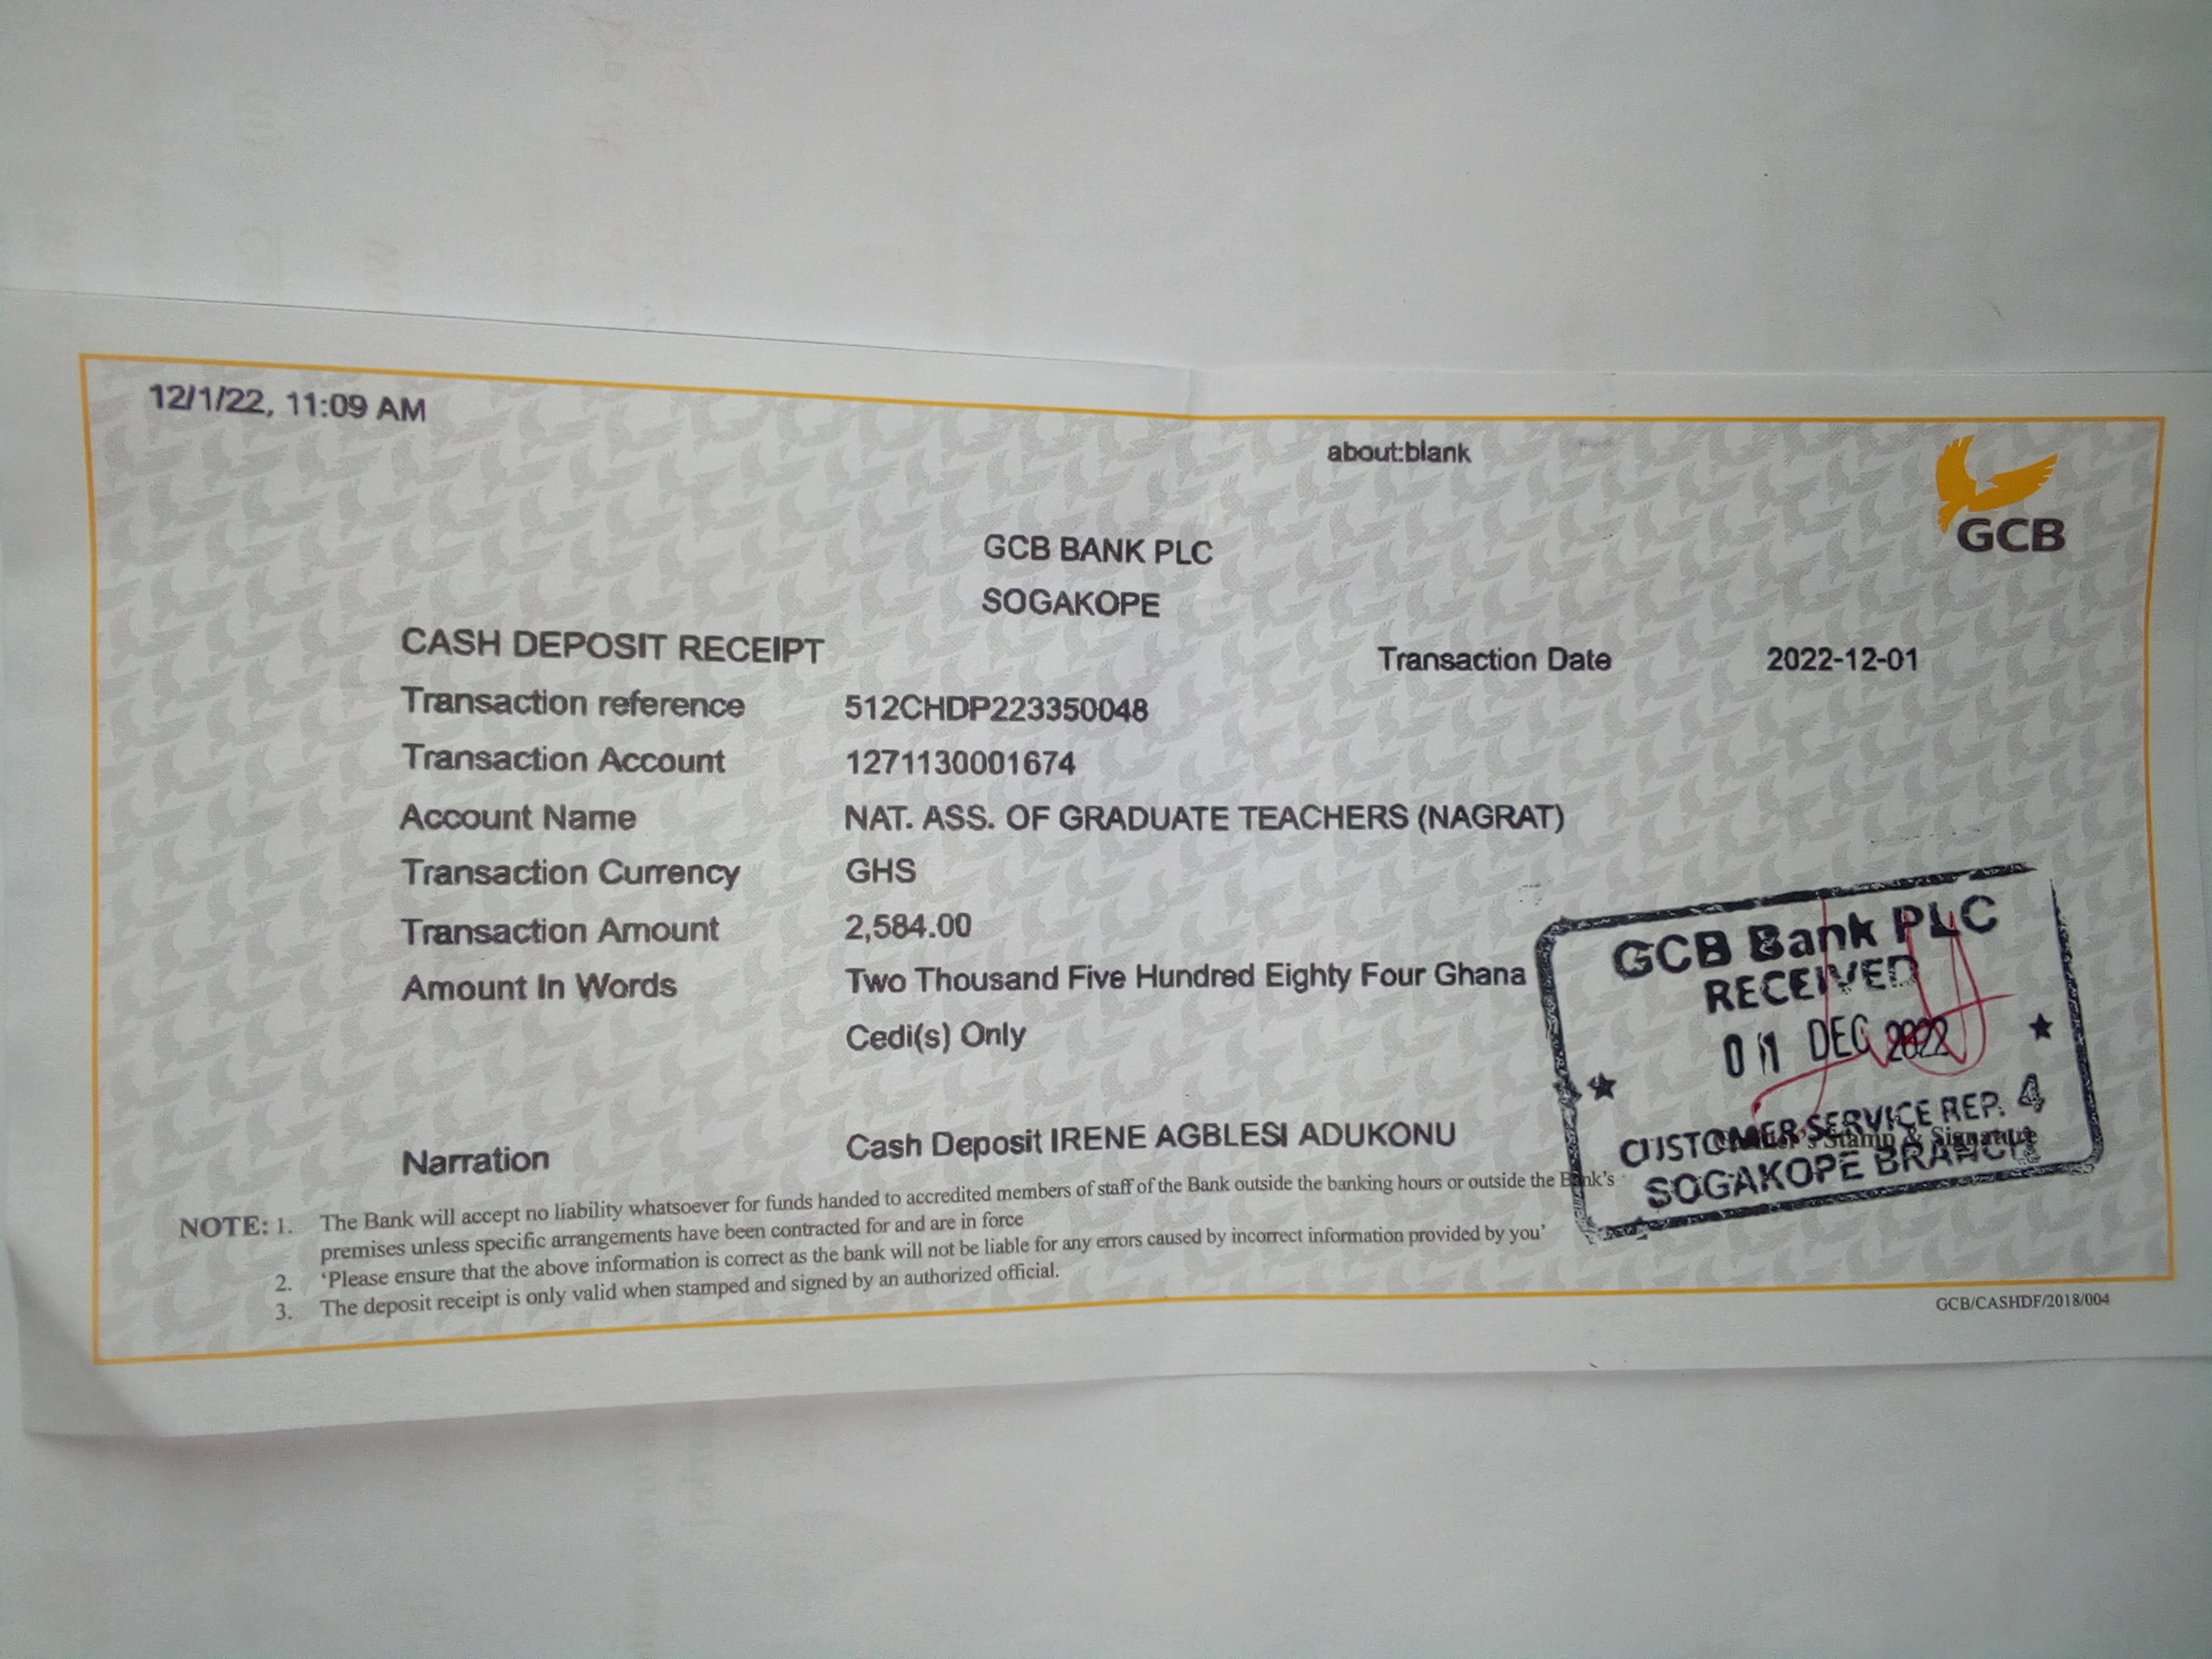 12/1/22, 11:09 AM
about:blank
GCB
GCB BANK PLC
SOGAKOPE
CASH DEPOSIT RECEIPT
Transaction Date 2022-12-01
Transaction reference 512CHDP223350048
Transaction Account 1271130001674
Account Name NAT. ASS. OF GRADUATE TEACHERS (NAGRAT)
Transaction Currency GHS
Transaction Amount 2,584.00
Amount In Words Two Thousand Five Hundred Eighty Four Ghana
Cedi(s) Only
Narration Cash Deposit IRENE AGBLESI ADUKONU
GCB Bank PLC
RECEIVED
01 DEC 2022
CUSTOMER SERVICE REP. 4
Stamp & Signature
SOGAKOPE BRANCH
NOTE: 1. The Bank will accept no liability whatsoever for funds handed to accredited members of staff of the Bank outside the banking hours or outside the Bank's
premises unless specific arrangements have been contracted for and are in force
2. 'Please ensure that the above information is correct as the bank will not be liable for any errors caused by incorrect information provided by you'
3. The deposit receipt is only valid when stamped and signed by an authorized official.
GCB/CASHDF/2018/004